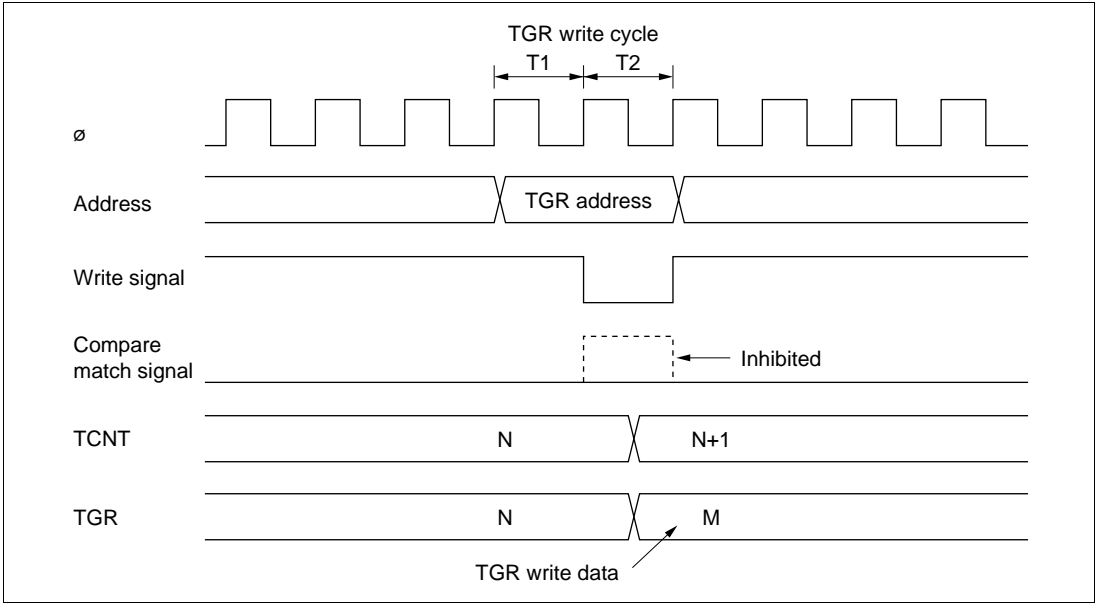 TGR write cycle
T1 T2
ø
Address TGR address
Write signal
Compare
match signal Inhibited
TCNT N N+1
TGR N M
TGR write data